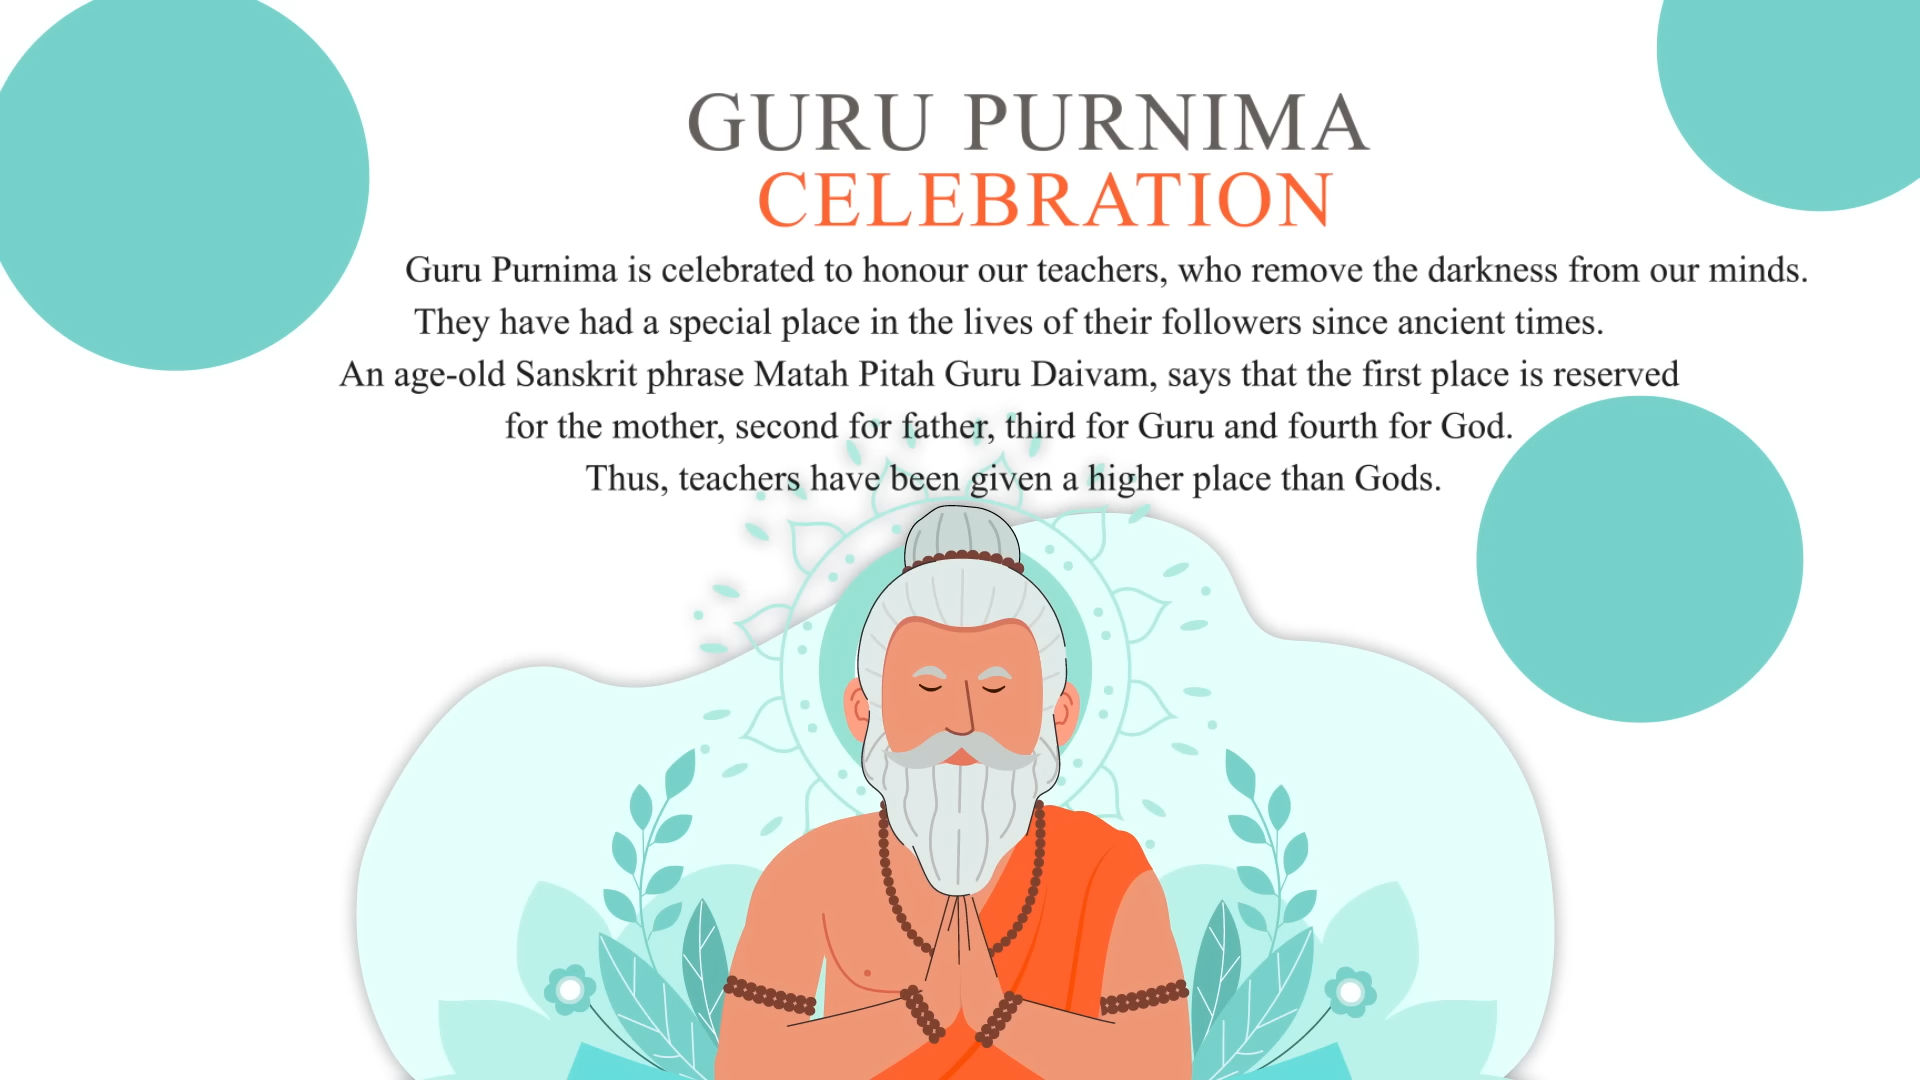 GURU PURNIMA
CELEBRATION
Guru Purnima is celebrated to honour our teachers, who remove the darkness from our minds.
They have had a special place in the lives of their followers since ancient times.
An age-old Sanskrit phrase Matah Pitah Guru Daivam, says that the first place is reserved
for the mother, second for father, third for Guru and fourth for God.
Thus, teachers have been given a higher place than Gods.